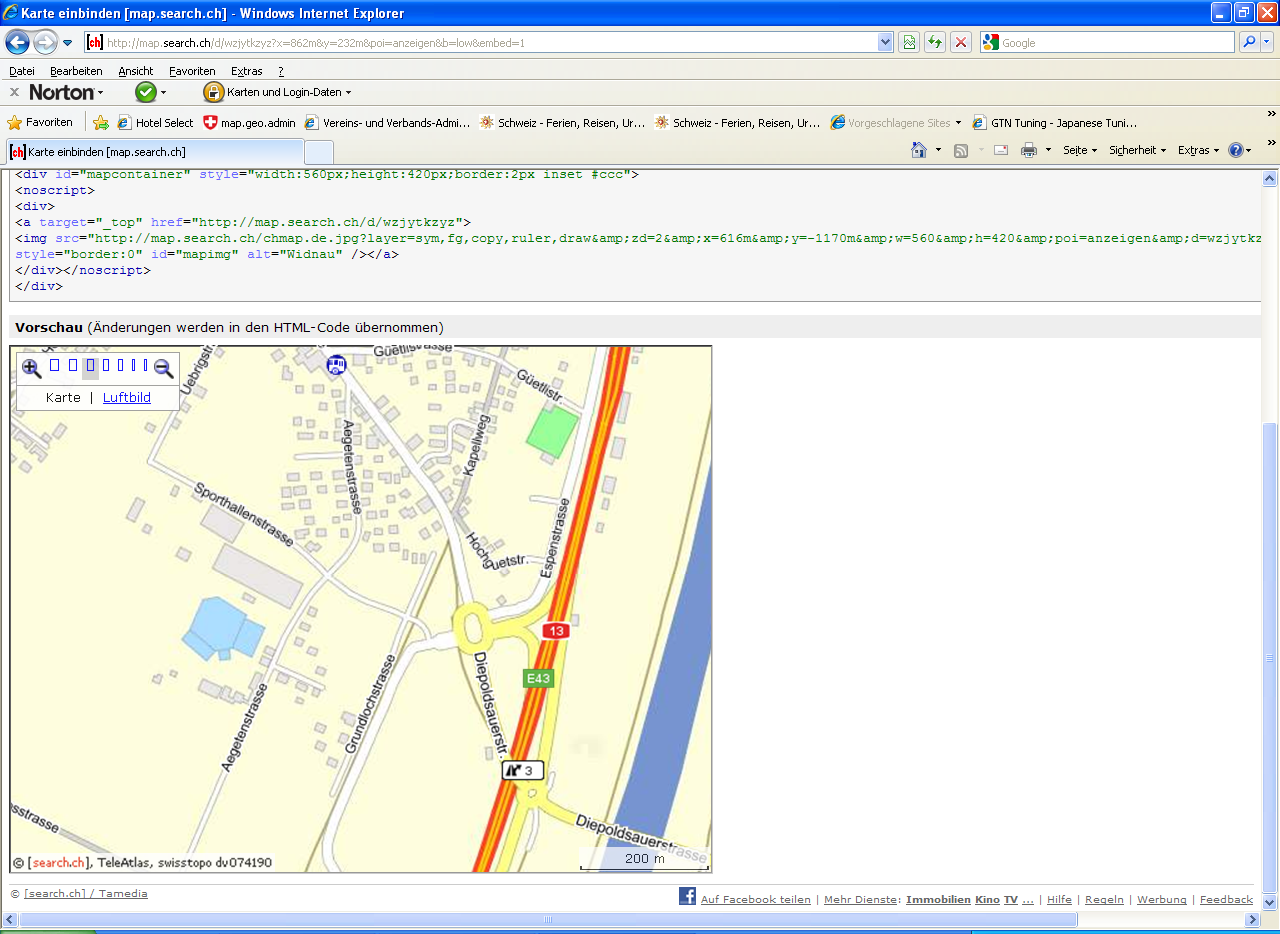 Karte einbinden [map.search.ch] - Windows Internet Explorer
[ch] http://map.search.ch/d/wzjytkzyz?x=862m&y=232m&poi=anzeigen&b=low&embed=1
Google
Datei Bearbeiten Ansicht Favoriten Extras ?
x Norton Karten und Login-Daten
Favoriten Hotel Select map.geo.admin Vereins- und Verbands-Admi... Schweiz - Ferien, Reisen, Ur... Schweiz - Ferien, Reisen, Ur... Vorgeschlagene Sites GTN Tuning - Japanese Tuni... »
[ch] Karte einbinden [map.search.ch] Seite Sicherheit Extras ? »
<div id="mapcontainer" style="width:560px;height:420px;border:2px inset #ccc">
<noscript>
<div>
<a target="_top" href="http://map.search.ch/d/wzjytkzyz">
<img src="http://map.search.ch/chmap.de.jpg?layer=sym,fg,copy,ruler,draw&amp;zd=2&amp;x=616m&amp;y=-1170m&amp;w=560&amp;h=420&amp;poi=anzeigen&amp;d=wzjytkz
style="border:0" id="mapimg" alt="Widnau" /></a>
</div></noscript>
</div>
Vorschau (Änderungen werden in den HTML-Code übernommen)
Karte | Luftbild
Uebrigstr.
Güetlistrasse
Güetlistr.
Aegetenstrasse
Kapellweg
Sporthallenstrasse
Hochguetstr.
Espenstrasse
13
E43
Diepoldsauerstr.
Grundlochstrasse
Aegetenstrasse
3
Diepoldsauerstrasse
osstrasse
200 m
© [search.ch], TeleAtlas, swisstopo dv074190
© [search.ch] / Tamedia
Auf Facebook teilen | Mehr Dienste: Immobilien Kino TV ... | Hilfe | Regeln | Werbung | Feedback